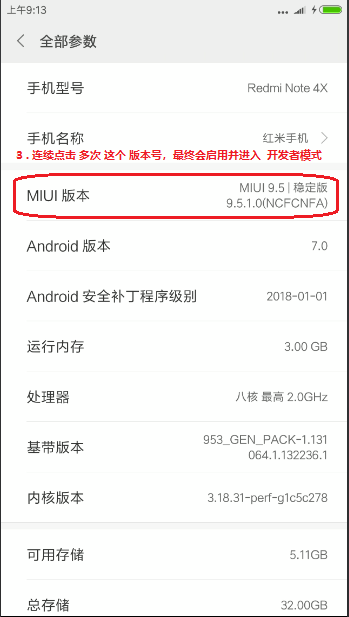 上午9:13
全部参数
手机型号 Redmi Note 4X
手机名称 红米手机
3 . 连续点击 多次 这个 版本号，最终会启用并进入 开发者模式
MIUI 版本 MIUI 9.5 | 稳定版
9.5.1.0(NCFCNFA)
Android 版本 7.0
Android 安全补丁程序级别 2018-01-01
运行内存 3.00 GB
处理器 八核 最高 2.0GHz
基带版本 953_GEN_PACK-1.131
064.1.132236.1
内核版本 3.18.31-perf-g1c5c278
可用存储 5.11GB
总存储 32.00GB